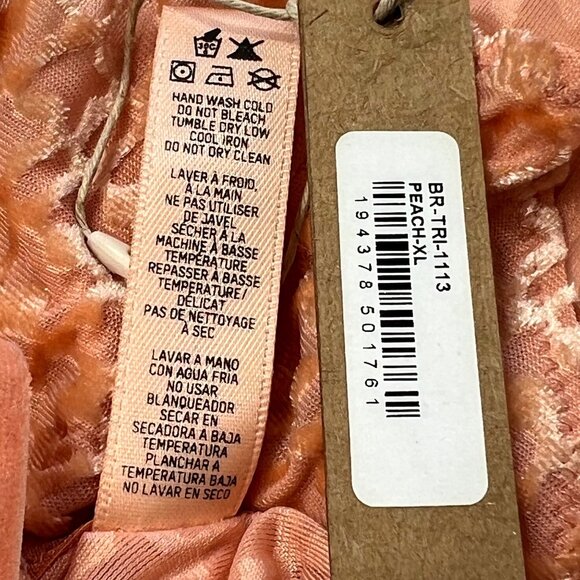 30C
HAND WASH COLD
DO NOT BLEACH
TUMBLE DRY LOW
COOL IRON
DO NOT DRY CLEAN
LAVER À FROID,
À LA MAIN
NE PAS UTILISER
DE JAVEL
SÉCHER À LA
MACHINE À BASSE
TEMPÉRATURE
REPASSER À BASSE
TEMPÉRATURE/
DÉLICAT
PAS DE NETTOYAGE
À SEC
LAVAR A MANO
CON AGUA FRIA
NO USAR
BLANQUEADOR
SECAR EN
SECADORA A BAJA
TEMPERATURA
PLANCHAR A
TEMPERATURA BAJA
NO LAVAR EN SECO
BR-TRI-1113
PEACH-XL
194378501761